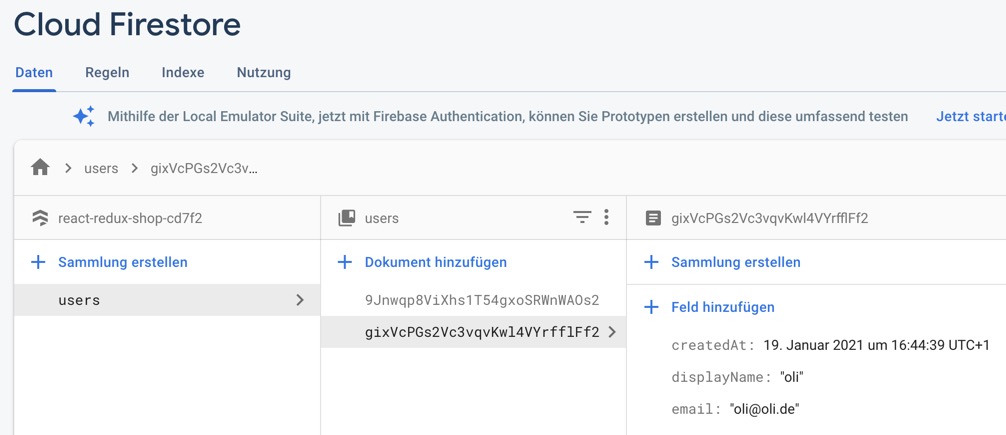 Cloud Firestore
Daten Regeln Indexe Nutzung
Mithilfe der Local Emulator Suite, jetzt mit Firebase Authentication, können Sie Prototypen erstellen und diese umfassend testen Jetzt starte
users gixVcPGs2Vc3v...
react-redux-shop-cd7f2 users gixVcPGs2Vc3vqvKwl4VYrfflFf2
Sammlung erstellen Dokument hinzufügen Sammlung erstellen
users 9Jnwqp8ViXhs1T54gxoSRWnWAOs2 Feld hinzufügen
gixVcPGs2Vc3vqvKwl4VYrfflFf2
createdAt: 19. Januar 2021 um 16:44:39 UTC+1
displayName: "oli"
email: "oli@oli.de"